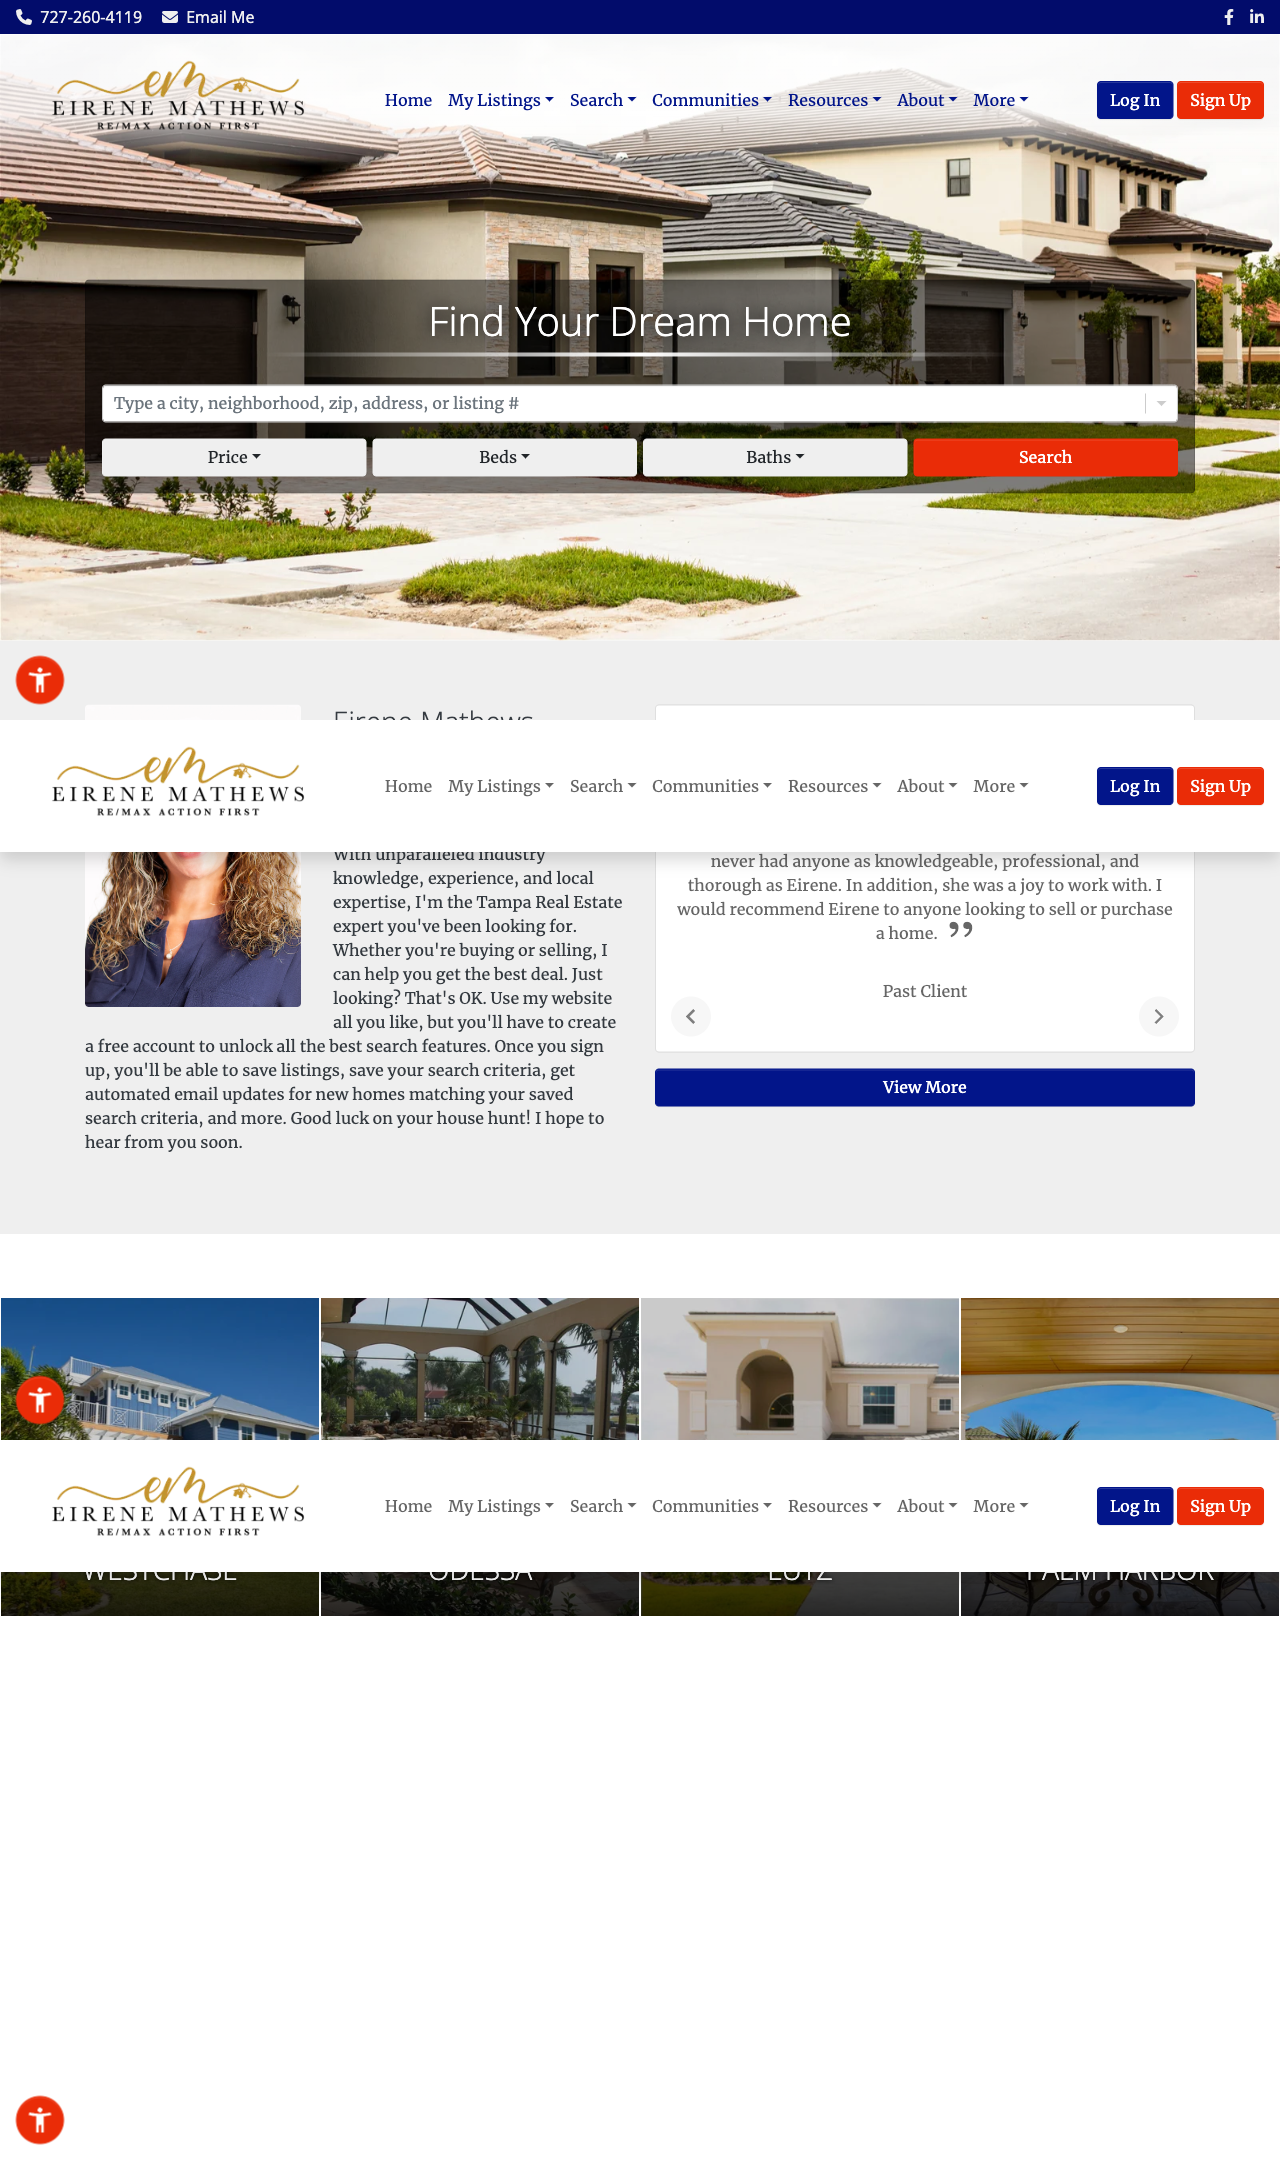 727-260-4119 Email Me
em
EIRENE MATHEWS
RE/MAX ACTION FIRST
Home My Listings Search Communities Resources About More
Log In Sign Up
Find Your Dream Home
Type a city, neighborhood, zip, address, or listing #
Price Beds Baths Search
Eirene Mathews
em
EIRENE MATHEWS
RE/MAX ACTION FIRST
Home My Listings Search Communities Resources About More
Log In Sign Up
With unparalleled industry
knowledge, experience, and local
expertise, I'm the Tampa Real Estate
expert you've been looking for.
Whether you're buying or selling, I
can help you get the best deal. Just
looking? That's OK. Use my website
all you like, but you'll have to create
a free account to unlock all the best search features. Once you sign
up, you'll be able to save listings, save your search criteria, get
automated email updates for new homes matching your saved
search criteria, and more. Good luck on your house hunt! I hope to
hear from you soon.
never had anyone as knowledgeable, professional, and
thorough as Eirene. In addition, she was a joy to work with. I
would recommend Eirene to anyone looking to sell or purchase
a home. ”
Past Client
View More
em
EIRENE MATHEWS
RE/MAX ACTION FIRST
Home My Listings Search Communities Resources About More
Log In Sign Up
WESTCHASE
ODESSA
LUTZ
PALM HARBOR